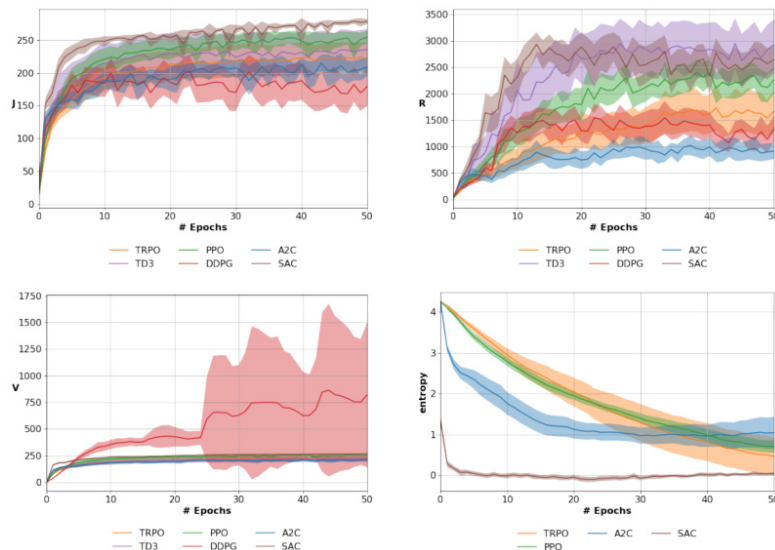 300
250
200
150
100
50
0
J
0 10 20 30 40 50
# Epochs
TRPO PPO A2C
TD3 DDPG SAC
3500
3000
2500
2000
1500
1000
500
0
R
0 10 20 30 40 50
# Epochs
TRPO PPO A2C
TD3 DDPG SAC
1750
1500
1250
1000
750
500
250
0
V
0 10 20 30 40 50
# Epochs
TRPO PPO A2C
TD3 DDPG SAC
4
3
2
1
0
entropy
0 10 20 30 40 50
# Epochs
TRPO A2C SAC
PPO